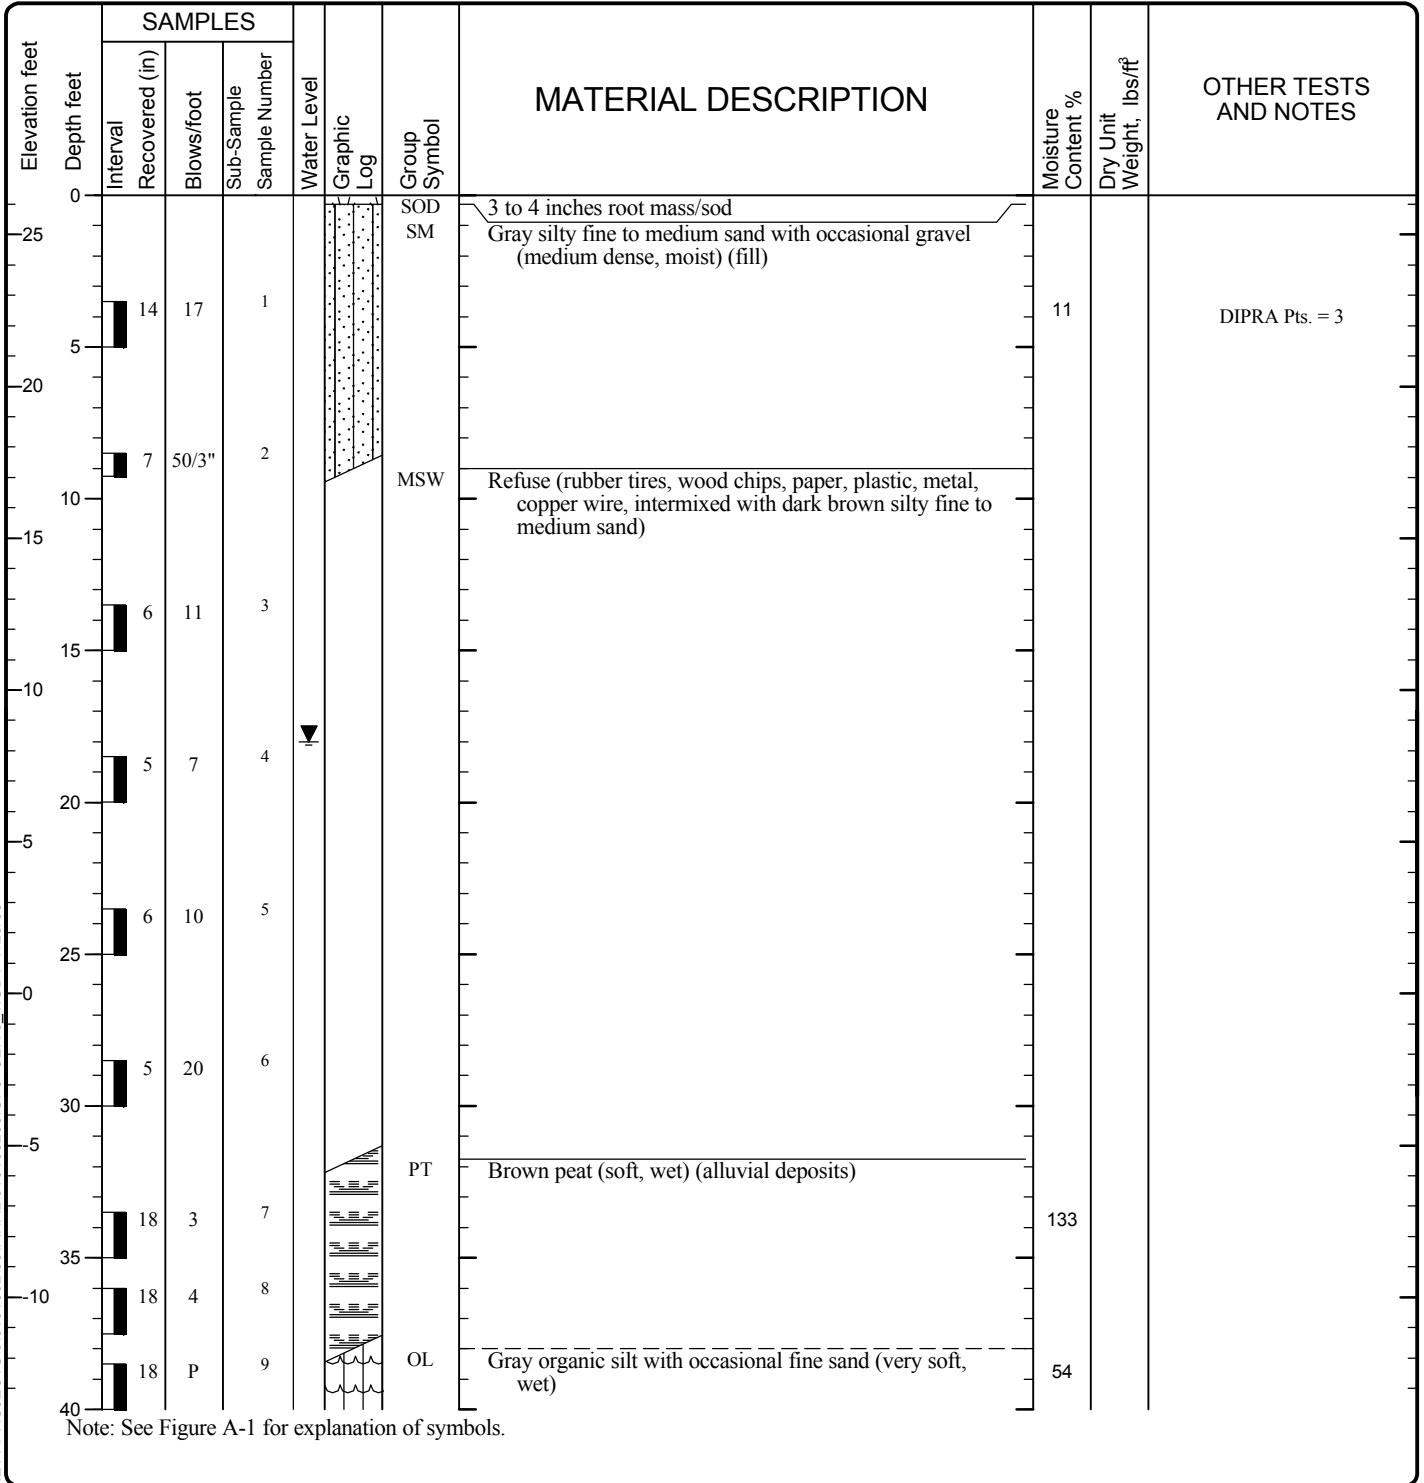 SAMPLES
Elevation feet
Depth feet
Interval
Recovered (in)
Blows/foot
Sub-Sample
Sample Number
Water Level
Graphic
Log
Group
Symbol
MATERIAL DESCRIPTION
Moisture
Content %
Dry Unit
Weight, lbs/ft³
OTHER TESTS
AND NOTES
0
SOD 3 to 4 inches root mass/sod
25 SM Gray silty fine to medium sand with occasional gravel
(medium dense, moist) (fill)
14 17 1 11 DIPRA Pts. = 3
5
20
7 50/3" 2
MSW Refuse (rubber tires, wood chips, paper, plastic, metal,
10 copper wire, intermixed with dark brown silty fine to
15 medium sand)
6 11 3
15
10
5 7 4
20
5
6 10 5
25
0
5 20 6
30
-5
PT Brown peat (soft, wet) (alluvial deposits)
18 3 7 133
35
-10 18 4 8
OL Gray organic silt with occasional fine sand (very soft,
18 P 9 wet) 54
40
Note: See Figure A-1 for explanation of symbols.